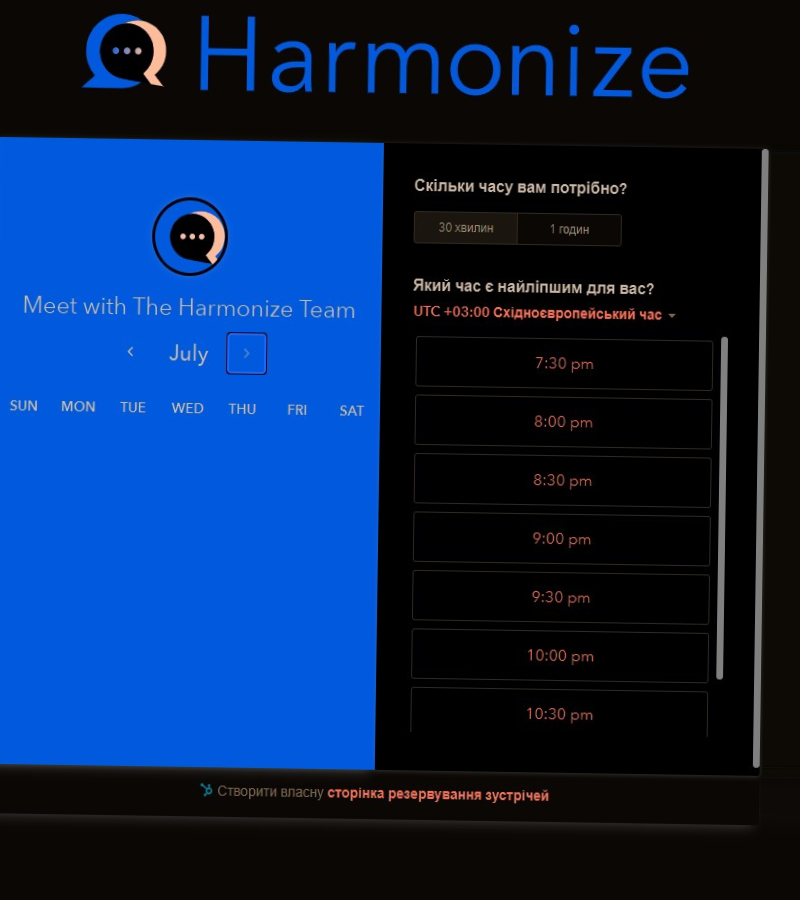 Harmonize
Meet with The Harmonize Team
July
SUN MON TUE WED THU FRI SAT
Скільки часу вам потрібно?
30 хвилин 1 годин
Який час є найліпшим для вас?
UTC +03:00 Східноєвропейський час
7:30 pm
8:00 pm
8:30 pm
9:00 pm
9:30 pm
10:00 pm
10:30 pm
Створити власну сторінка резервування зустрічей